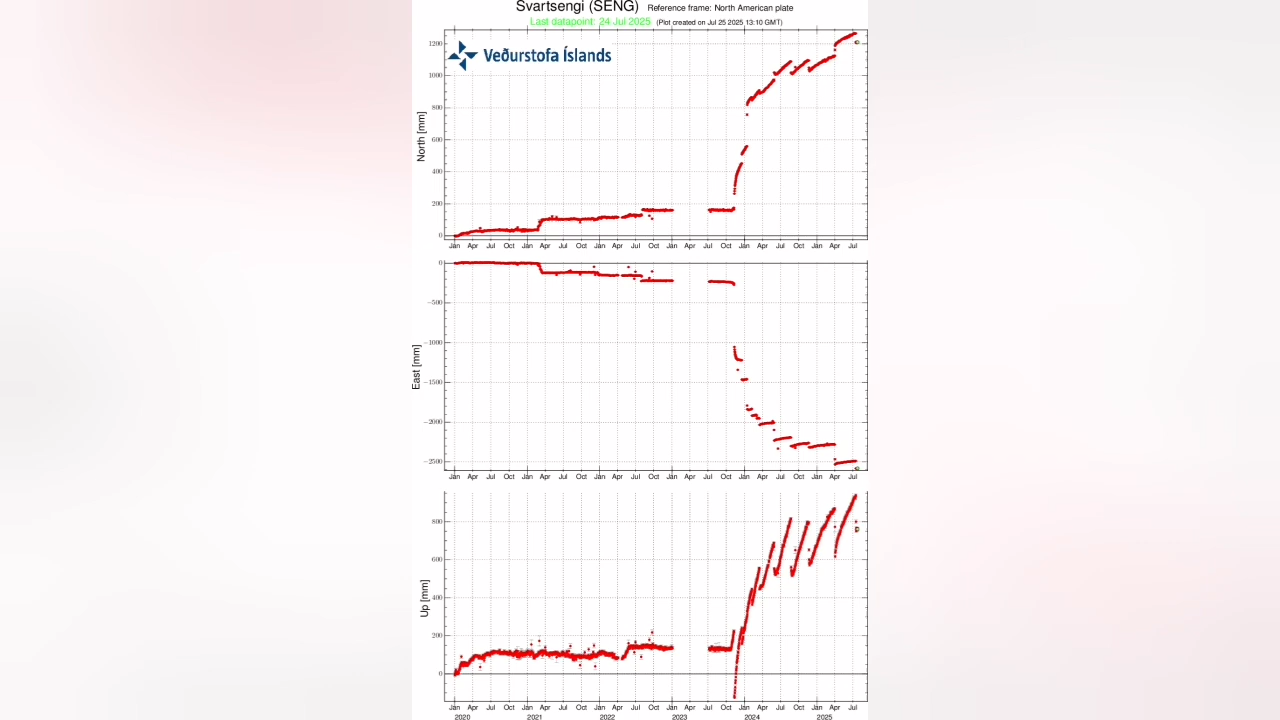 Svartsengi (SENG) Reference frame: North American plate
Last datapoint: 24 Jul 2025 (Plot created on Jul 25 2025 13:10 GMT)
Veðurstofa Íslands
North [mm]
1200
1000
800
600
400
200
0
Jan Apr Jul Oct Jan Apr Jul Oct Jan Apr Jul Oct Jan Apr Jul Oct Jan Apr Jul Oct Jan Apr Jul
East [mm]
0
−500
−1000
−1500
−2000
−2500
Jan Apr Jul Oct Jan Apr Jul Oct Jan Apr Jul Oct Jan Apr Jul Oct Jan Apr Jul Oct Jan Apr Jul
Up [mm]
800
600
400
200
0
Jan Apr Jul Oct Jan Apr Jul Oct Jan Apr Jul Oct Jan Apr Jul Oct Jan Apr Jul Oct Jan Apr Jul
2020 2021 2022 2023 2024 2025